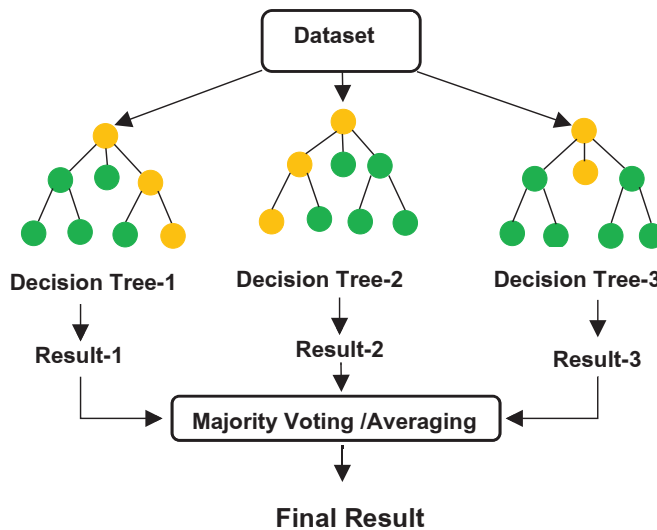 Dataset
Decision Tree-1
Decision Tree-2
Decision Tree-3
Result-1
Result-2
Result-3
Majority Voting /Averaging
Final Result